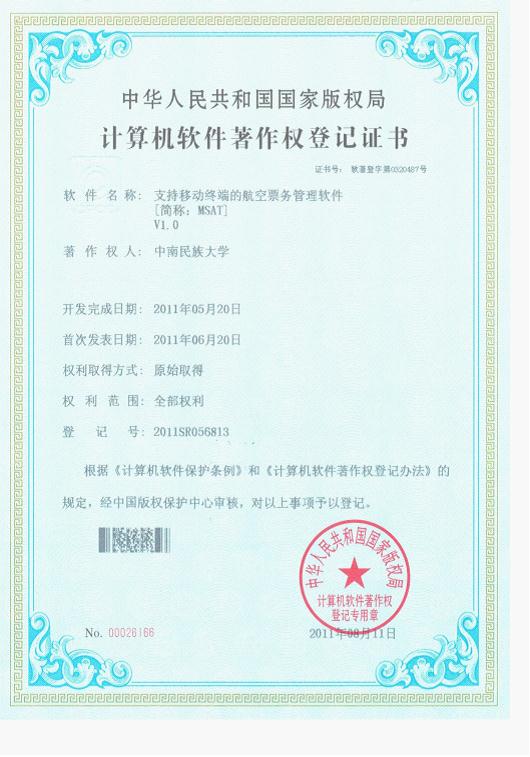 中华人民共和国国家版权局
计算机软件著作权登记证书
证书号： 软著登字第0320487号
软件名称： 支持移动终端的航空票务管理软件
[简称：MSAT]
V1.0
著作权人： 中南民族大学
开发完成日期： 2011年05月20日
首次发表日期： 2011年06月20日
权利取得方式： 原始取得
权利范围： 全部权利
登记号： 2011SR056813
根据《计算机软件保护条例》和《计算机软件著作权登记办法》的
规定，经中国版权保护中心审核，对以上事项予以登记。
中华人民共和国国家版权局
计算机软件著作权
登记专用章
No. 00026166
2011年08月11日